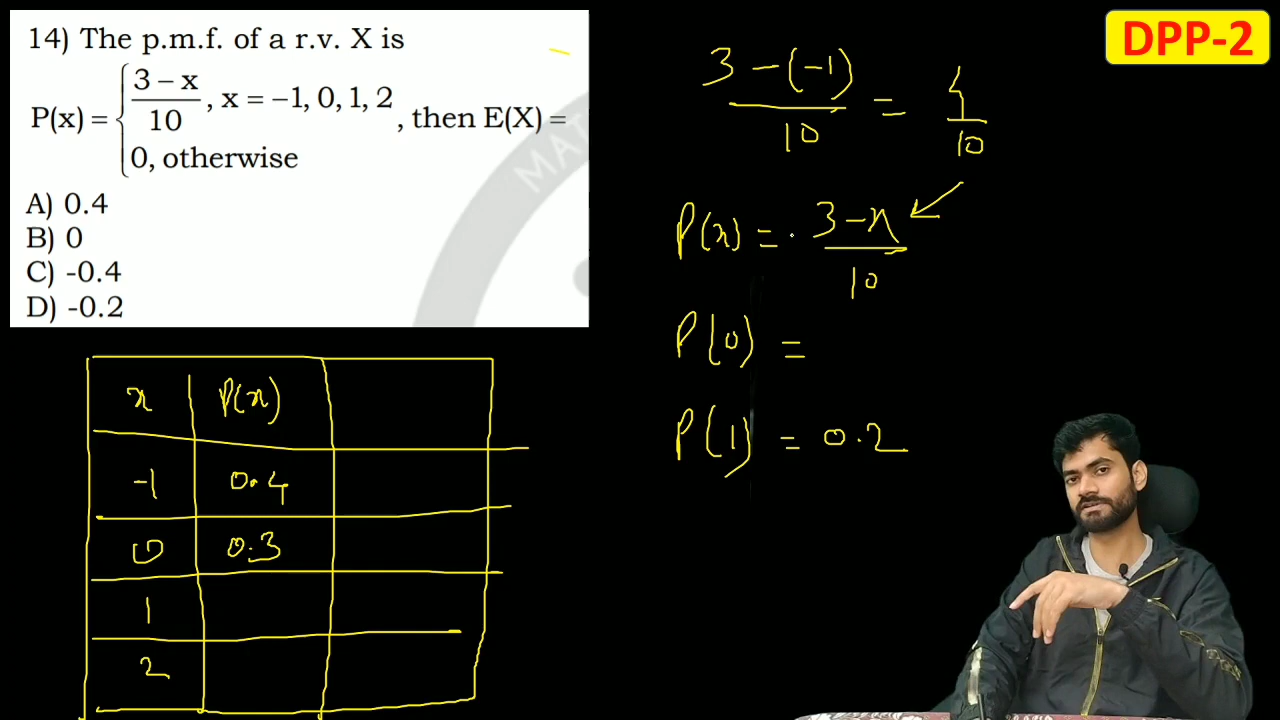 14) The p.m.f. of a r.v. X is
P(x) = { (3 – x)/10 , x = –1, 0, 1, 2
0, otherwise
, then E(X) =
A) 0.4
B) 0
C) -0.4
D) -0.2
DPP-2
3 – (–1)/10 = 4/10
P(x) = 3 – x/10
P(0) =
P(1) = 0.2
x P(x)
-1 0.4
0 0.3
1
2
MAT